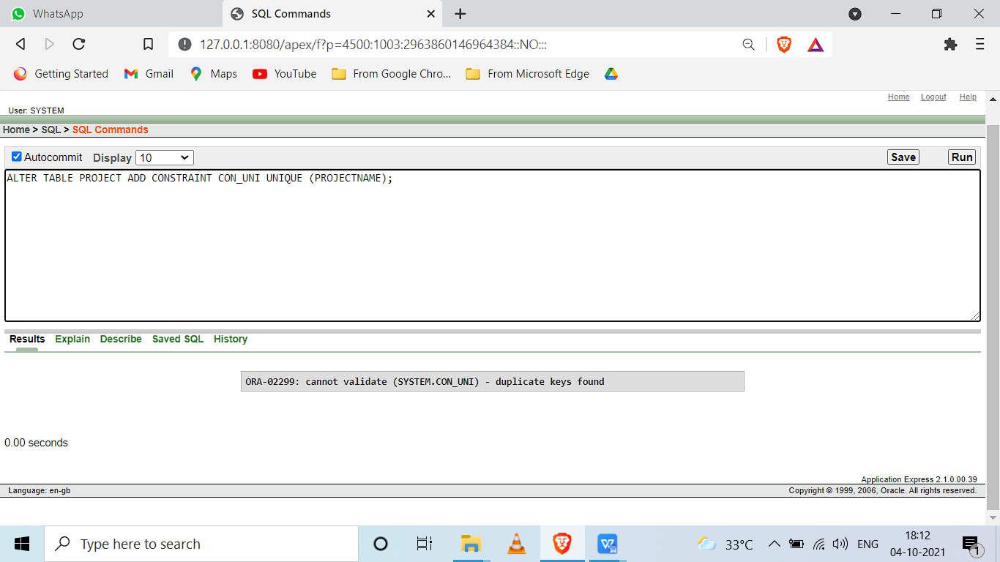 WhatsApp
SQL Commands
127.0.0.1:8080/apex/f?p=4500:1003:2963860146964384::NO:::
Getting Started
Gmail
Maps
YouTube
From Google Chro...
From Microsoft Edge
Home Logout Help
User: SYSTEM
Home > SQL > SQL Commands
Autocommit Display 10
Save Run
ALTER TABLE PROJECT ADD CONSTRAINT CON_UNI UNIQUE (PROJECTNAME);
Results Explain Describe Saved SQL History
ORA-02299: cannot validate (SYSTEM.CON_UNI) - duplicate keys found
0.00 seconds
Application Express 2.1.0.00.39
Language: en-gb
Copyright © 1999, 2006, Oracle. All rights reserved.
Type here to search
33°C
ENG
18:12
04-10-2021
1